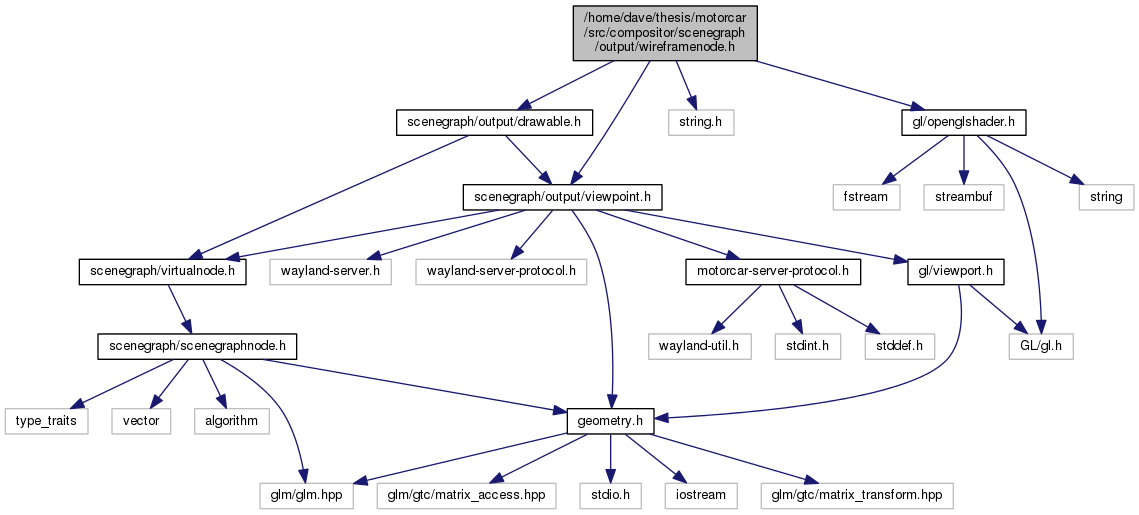 /home/dave/thesis/motorcar
/src/compositor/scenegraph
/output/wireframenode.h
scenegraph/output/drawable.h
string.h
gl/openglshader.h
scenegraph/output/viewpoint.h
fstream
streambuf
string
scenegraph/virtualnode.h
wayland-server.h
wayland-server-protocol.h
motorcar-server-protocol.h
gl/viewport.h
scenegraph/scenegraphnode.h
wayland-util.h
stdint.h
stddef.h
GL/gl.h
type_traits
vector
algorithm
geometry.h
glm/glm.hpp
glm/gtc/matrix_access.hpp
stdio.h
iostream
glm/gtc/matrix_transform.hpp